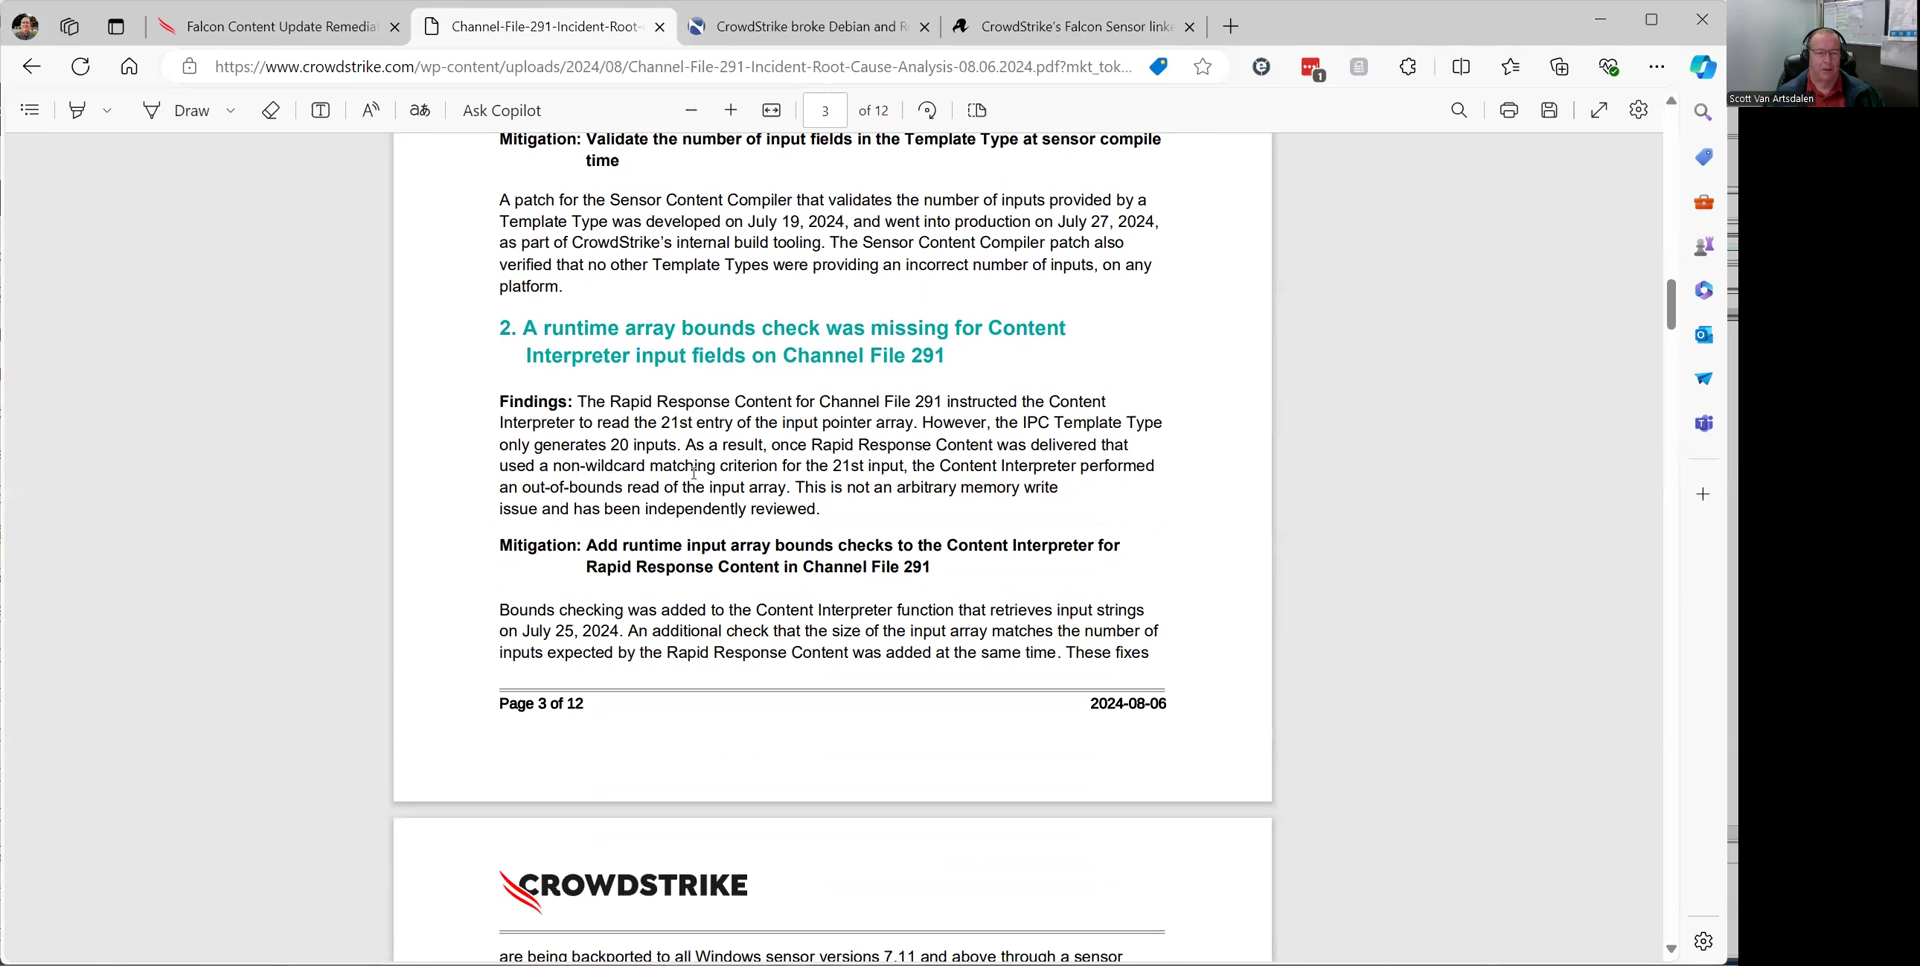 Falcon Content Update Remediat
Channel-File-291-Incident-Root-
CrowdStrike broke Debian and R
CrowdStrike's Falcon Sensor linke
https://www.crowdstrike.com/wp-content/uploads/2024/08/Channel-File-291-Incident-Root-Cause-Analysis-08.06.2024.pdf?mkt_tok...
1
Scott Van Artsdalen
Draw
Ask Copilot
3 of 12
Mitigation: Validate the number of input fields in the Template Type at sensor compile
time
A patch for the Sensor Content Compiler that validates the number of inputs provided by a
Template Type was developed on July 19, 2024, and went into production on July 27, 2024,
as part of CrowdStrike's internal build tooling. The Sensor Content Compiler patch also
verified that no other Template Types were providing an incorrect number of inputs, on any
platform.
2. A runtime array bounds check was missing for Content
Interpreter input fields on Channel File 291
Findings: The Rapid Response Content for Channel File 291 instructed the Content
Interpreter to read the 21st entry of the input pointer array. However, the IPC Template Type
only generates 20 inputs. As a result, once Rapid Response Content was delivered that
used a non-wildcard matching criterion for the 21st input, the Content Interpreter performed
an out-of-bounds read of the input array. This is not an arbitrary memory write
issue and has been independently reviewed.
Mitigation: Add runtime input array bounds checks to the Content Interpreter for
Rapid Response Content in Channel File 291
Bounds checking was added to the Content Interpreter function that retrieves input strings
on July 25, 2024. An additional check that the size of the input array matches the number of
inputs expected by the Rapid Response Content was added at the same time. These fixes
Page 3 of 12 2024-08-06
CROWDSTRIKE
are being backported to all Windows sensor versions 7.11 and above through a sensor